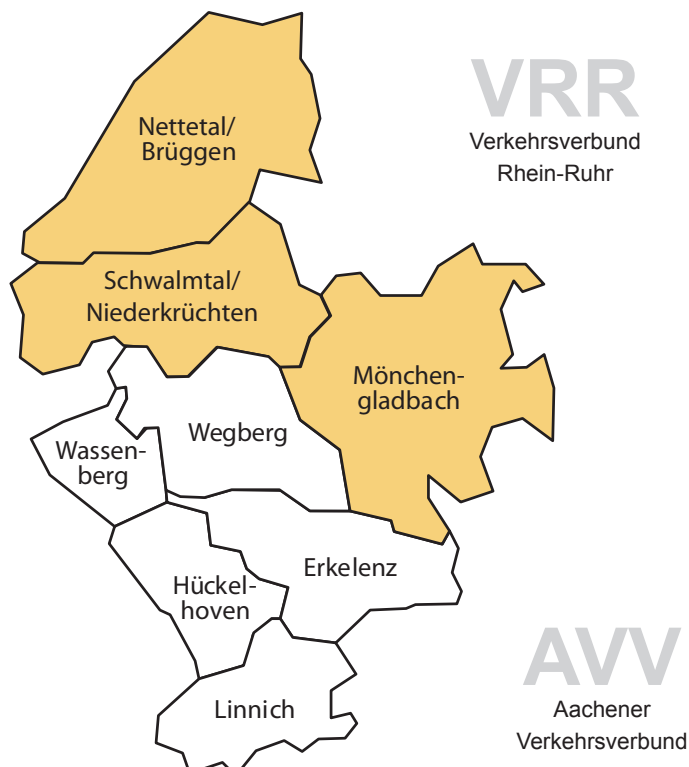 VRR
Verkehrsverbund
Rhein-Ruhr
Nettetal/
Brüggen
Schwalmtal/
Niederkrüchten
Mönchen-
gladbach
Wegberg
Wassen-
berg
Erkelenz
Hückel-
hoven
Linnich
AVV
Aachener
Verkehrsverbund